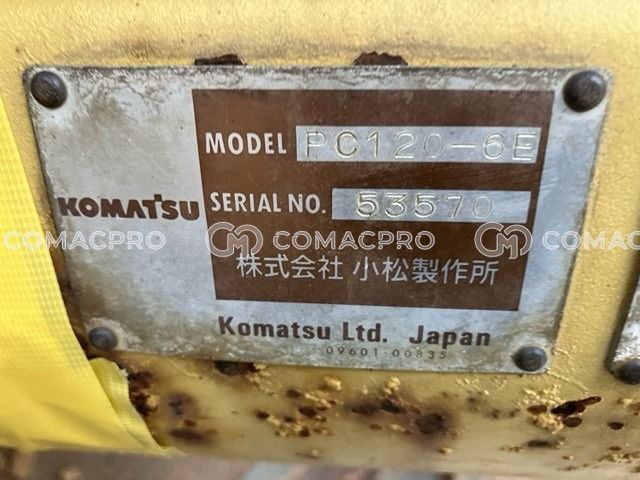 MODEL PC120-6E
KOMATSU
SERIAL NO. 53570
COMACPRO COMACPRO COMACPRO
株式会社 小松製作所
Komatsu Ltd. Japan
09601-00835